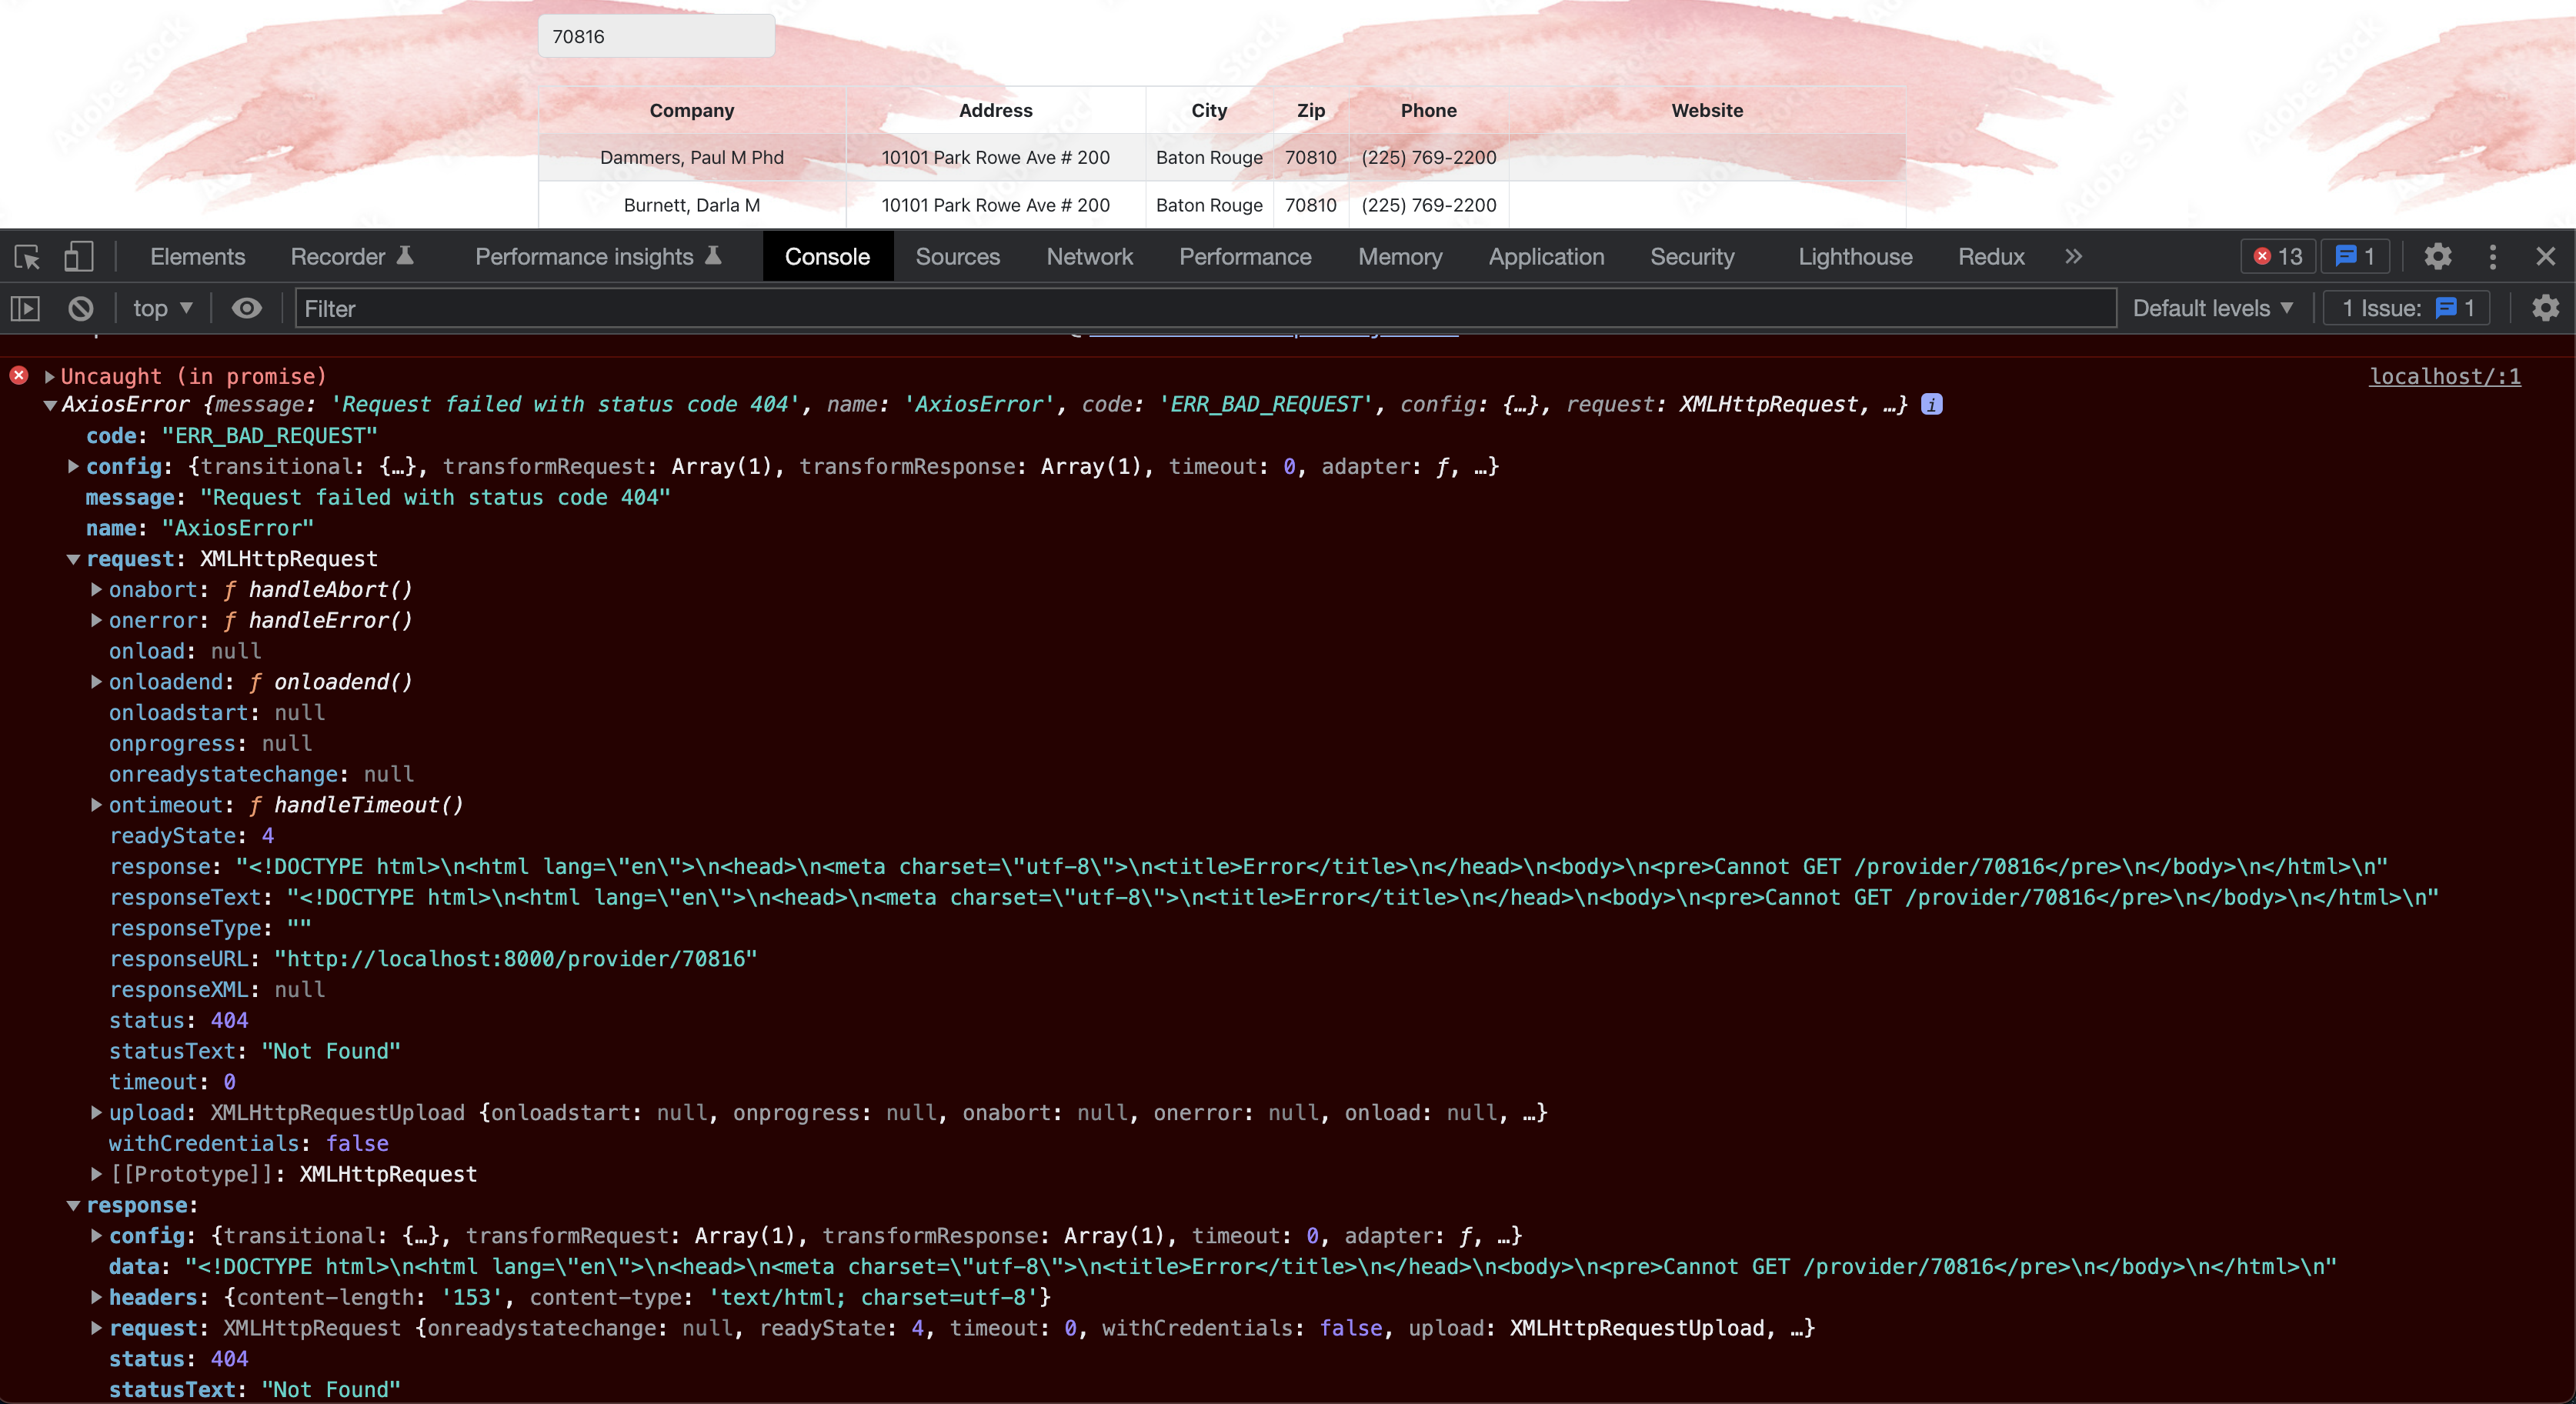 70816
Company Address City Zip Phone Website
Dammers, Paul M Phd 10101 Park Rowe Ave # 200 Baton Rouge 70810 (225) 769-2200
Burnett, Darla M 10101 Park Rowe Ave # 200 Baton Rouge 70810 (225) 769-2200
Adobe Stock
Elements Recorder Performance insights Console Sources Network Performance Memory Application Security Lighthouse Redux » 13 1
top ▼ Filter Default levels ▼ 1 Issue: 1
Uncaught (in promise) localhost/:1
AxiosError {message: 'Request failed with status code 404', name: 'AxiosError', code: 'ERR_BAD_REQUEST', config: {…}, request: XMLHttpRequest, …} i
code: "ERR_BAD_REQUEST"
config: {transitional: {…}, transformRequest: Array(1), transformResponse: Array(1), timeout: 0, adapter: ƒ, …}
message: "Request failed with status code 404"
name: "AxiosError"
request: XMLHttpRequest
onabort: ƒ handleAbort()
onerror: ƒ handleError()
onload: null
onloadend: ƒ onloadend()
onloadstart: null
onprogress: null
onreadystatechange: null
ontimeout: ƒ handleTimeout()
readyState: 4
response: "<!DOCTYPE html>\n<html lang=\"en\">\n<head>\n<meta charset=\"utf-8\">\n<title>Error</title>\n</head>\n<body>\n<pre>Cannot GET /provider/70816</pre>\n</body>\n</html>\n"
responseText: "<!DOCTYPE html>\n<html lang=\"en\">\n<head>\n<meta charset=\"utf-8\">\n<title>Error</title>\n</head>\n<body>\n<pre>Cannot GET /provider/70816</pre>\n</body>\n</html>\n"
responseType: ""
responseURL: "http://localhost:8000/provider/70816"
responseXML: null
status: 404
statusText: "Not Found"
timeout: 0
upload: XMLHttpRequestUpload {onloadstart: null, onprogress: null, onabort: null, onerror: null, onload: null, …}
withCredentials: false
[[Prototype]]: XMLHttpRequest
response:
config: {transitional: {…}, transformRequest: Array(1), transformResponse: Array(1), timeout: 0, adapter: ƒ, …}
data: "<!DOCTYPE html>\n<html lang=\"en\">\n<head>\n<meta charset=\"utf-8\">\n<title>Error</title>\n</head>\n<body>\n<pre>Cannot GET /provider/70816</pre>\n</body>\n</html>\n"
headers: {content-length: '153', content-type: 'text/html; charset=utf-8'}
request: XMLHttpRequest {onreadystatechange: null, readyState: 4, timeout: 0, withCredentials: false, upload: XMLHttpRequestUpload, …}
status: 404
statusText: "Not Found"